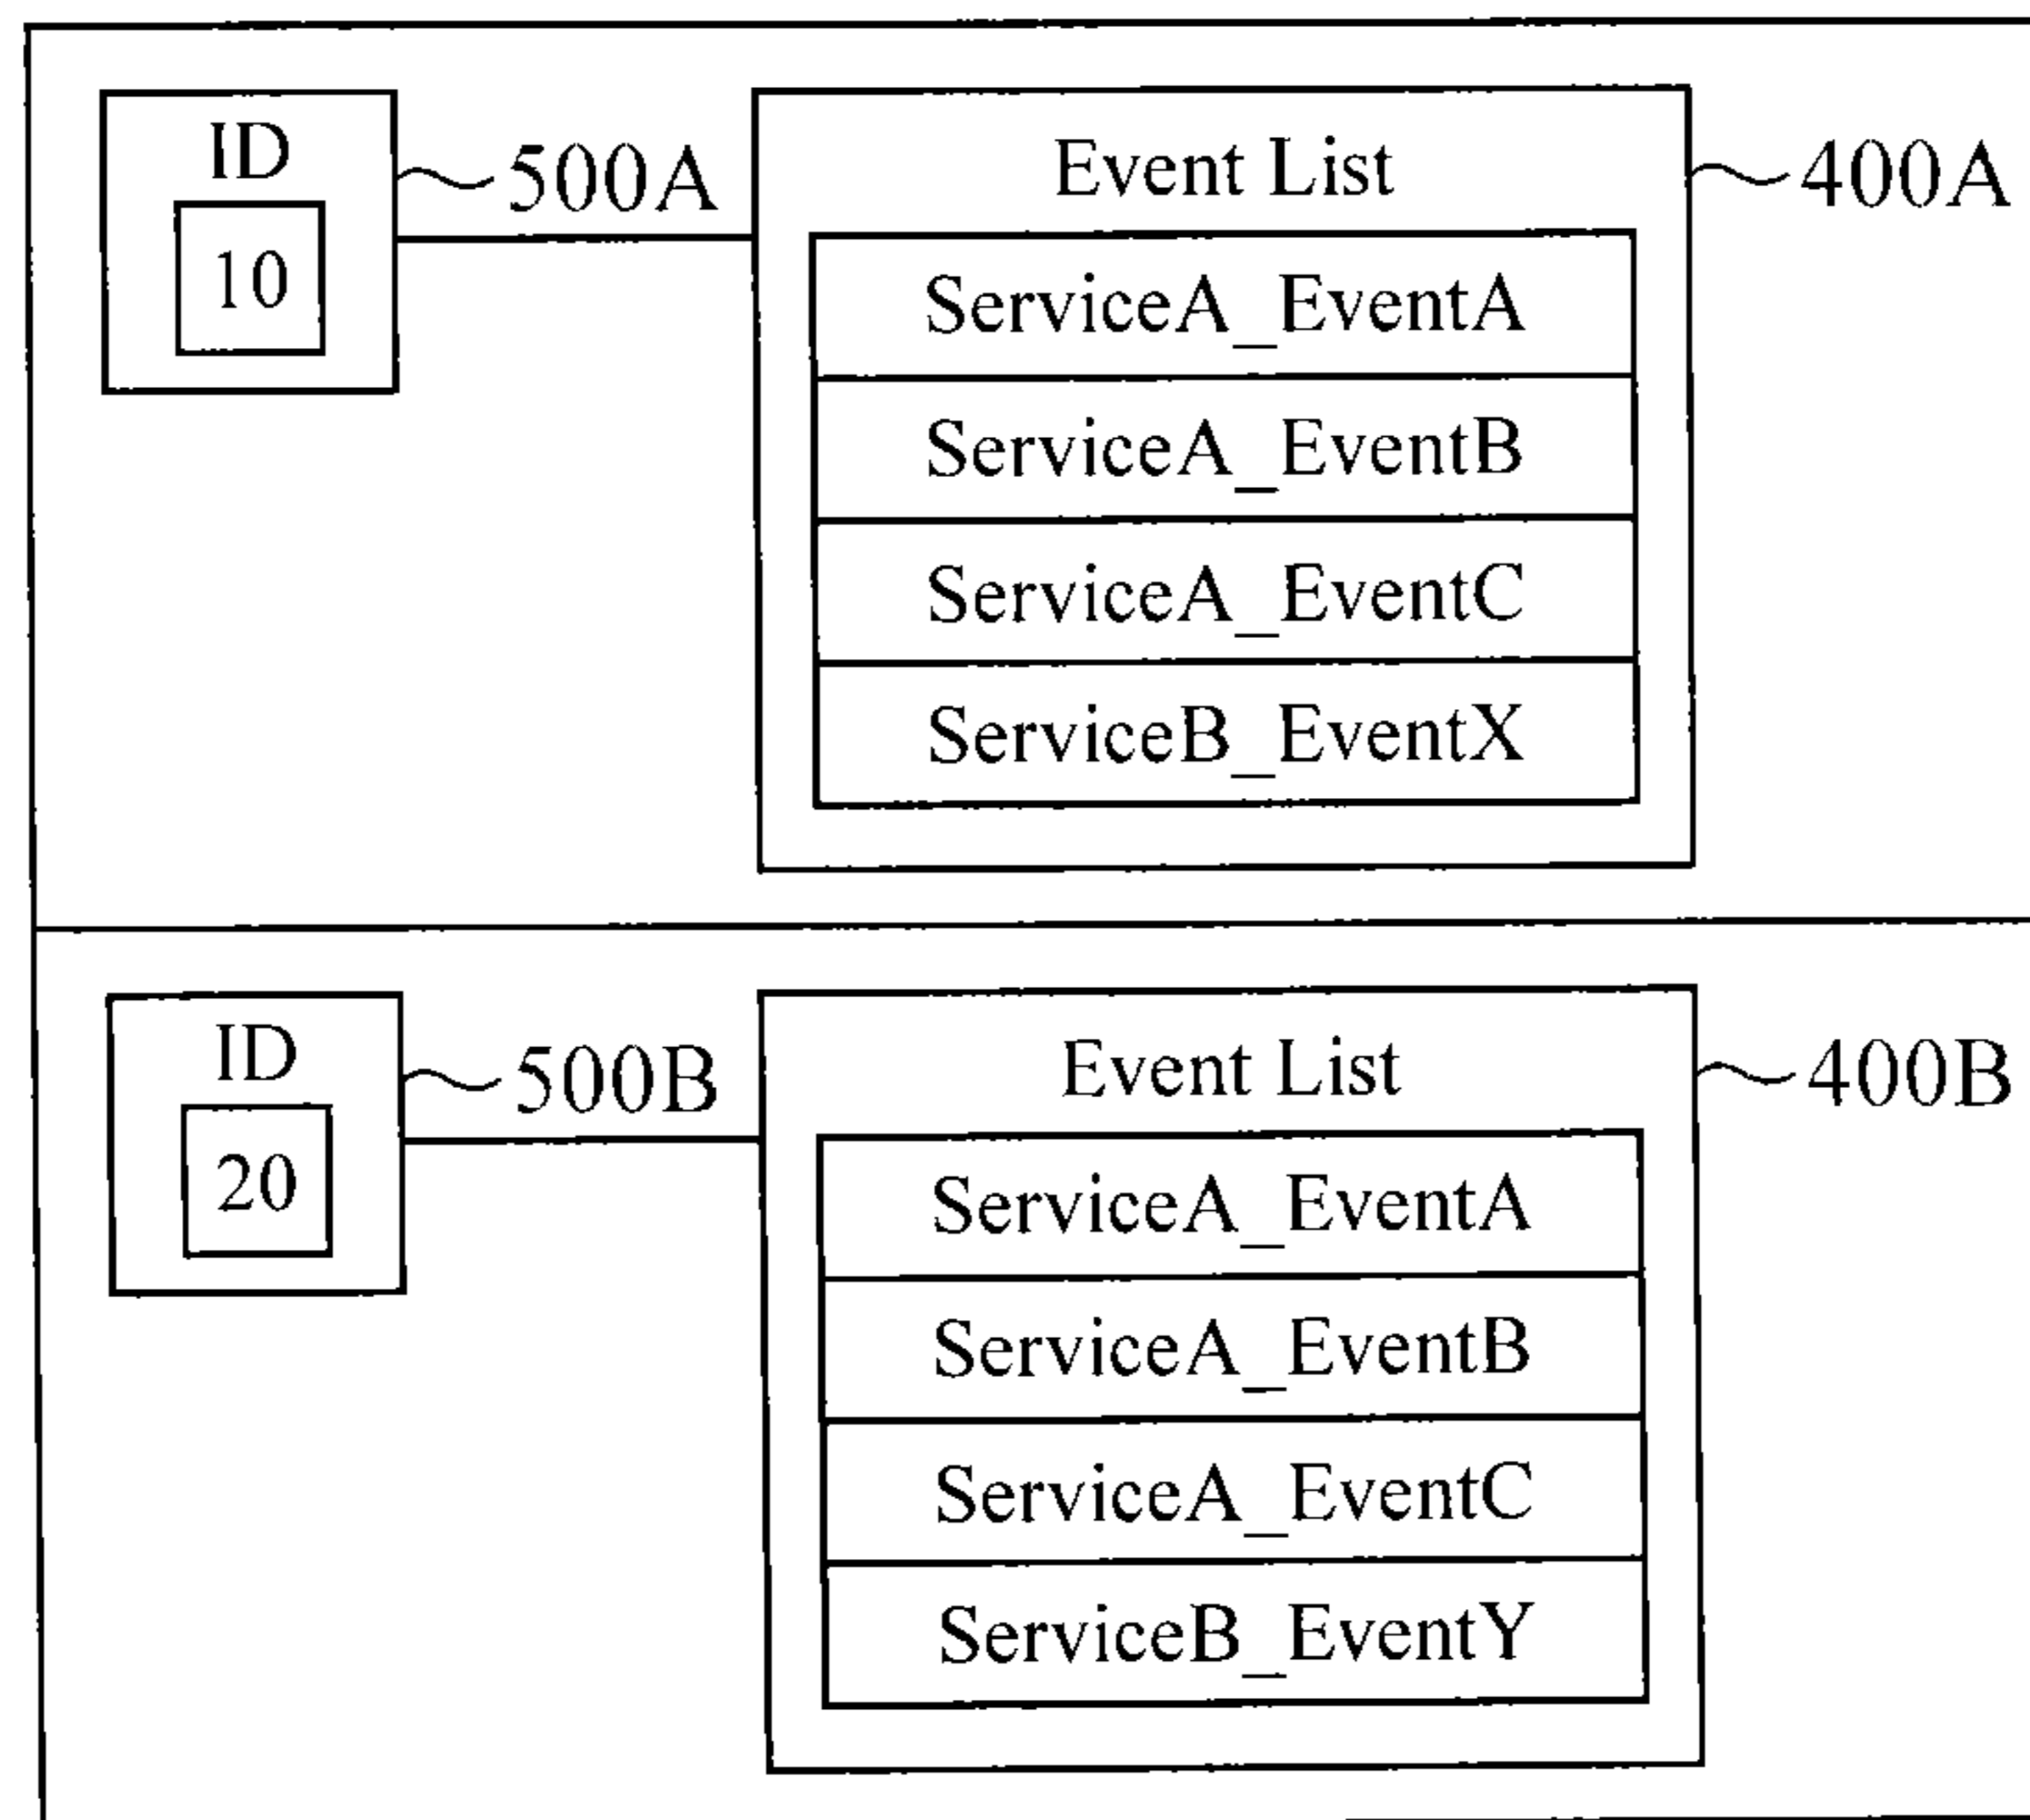 ID
10
500A
Event List
400A
ServiceA_EventA
ServiceA_EventB
ServiceA_EventC
ServiceB_EventX
ID
20
500B
Event List
400B
ServiceA_EventA
ServiceA_EventB
ServiceA_EventC
ServiceB_EventY